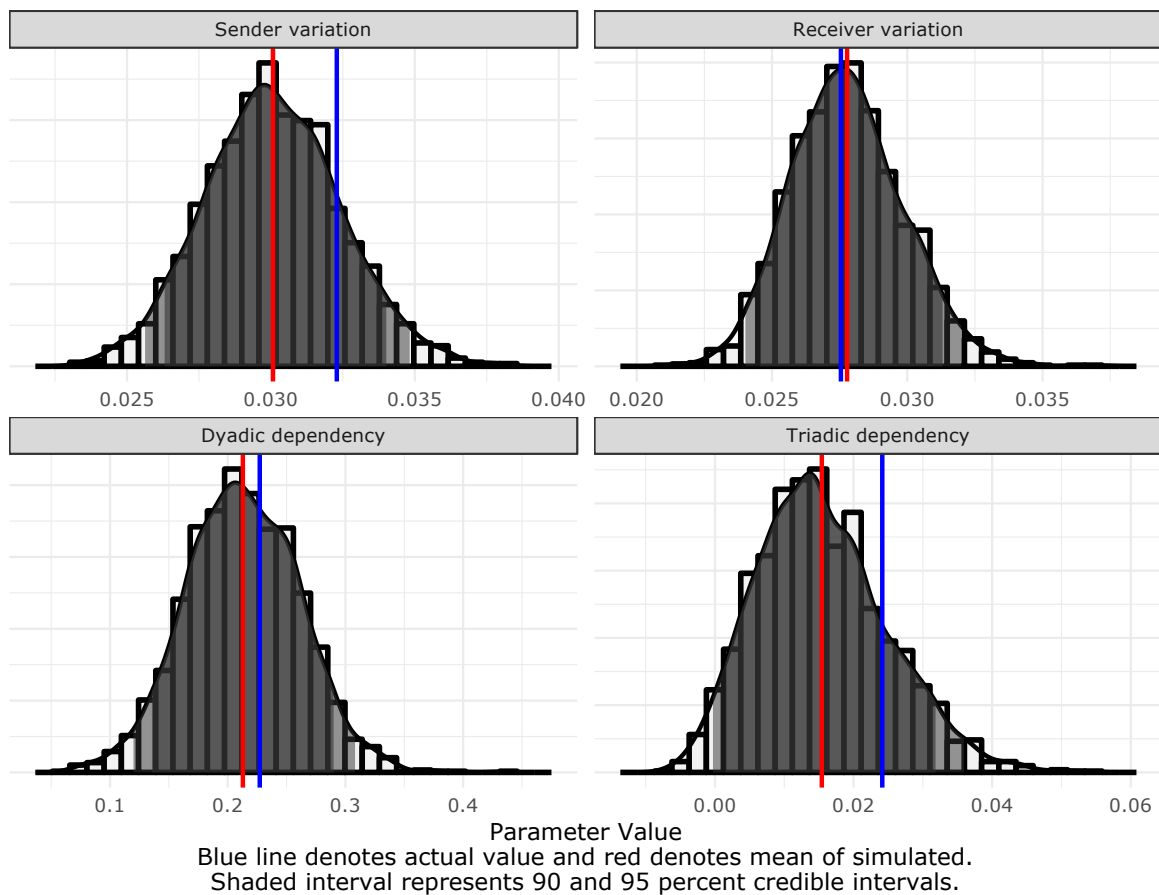 Sender variation
Receiver variation
0.025 0.030 0.035 0.040
0.020 0.025 0.030 0.035
Dyadic dependency
Triadic dependency
0.1 0.2 0.3 0.4
0.00 0.02 0.04 0.06
Parameter Value
Blue line denotes actual value and red denotes mean of simulated.
Shaded interval represents 90 and 95 percent credible intervals.